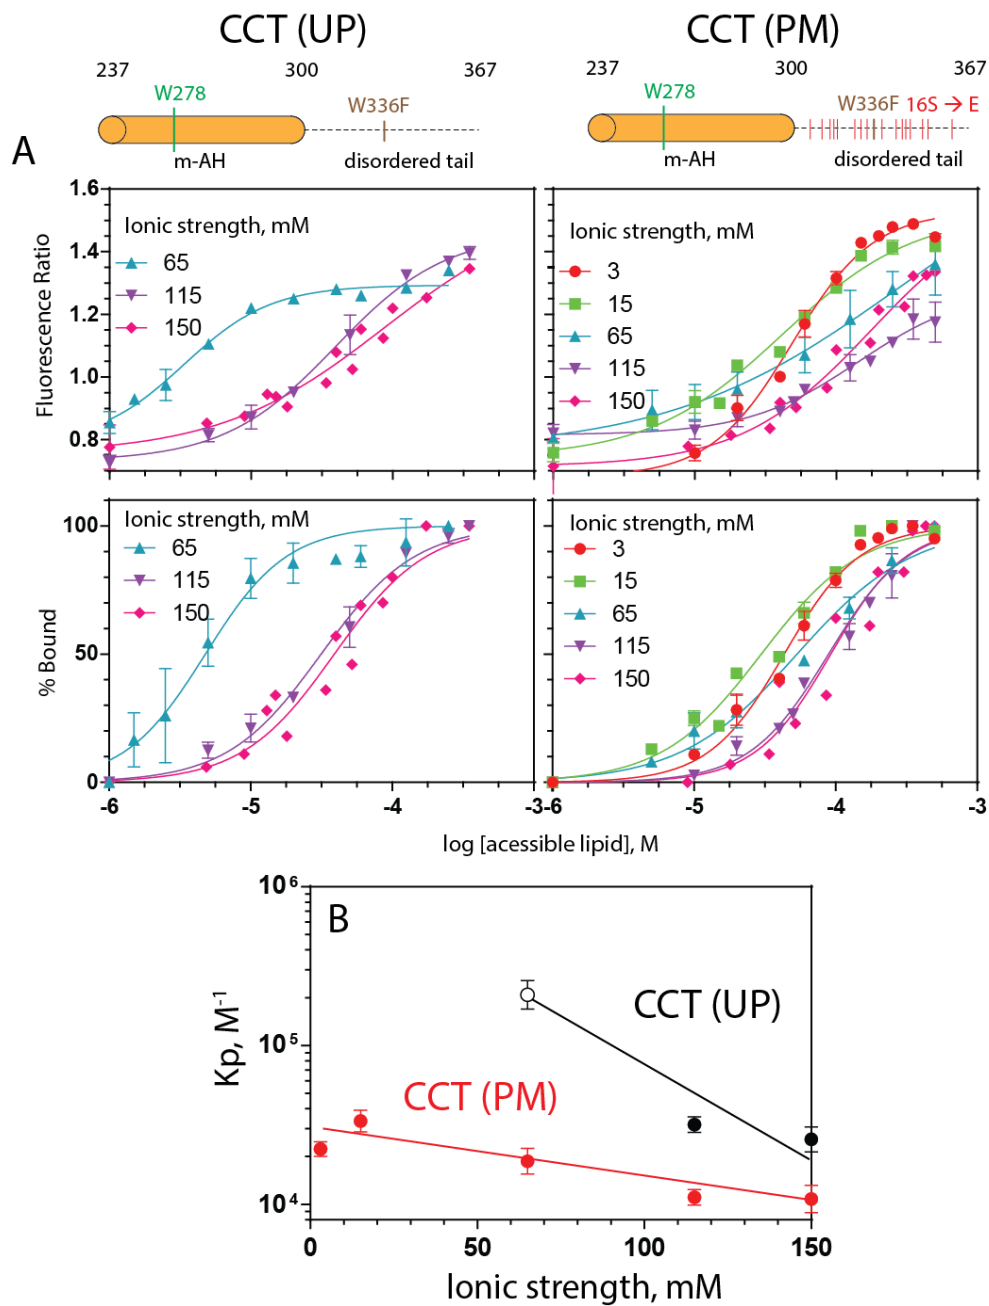 CCT (UP)
CCT (PM)
237
300
367
237
300
367
W278
W336F
W278
W336F
16S → E
m-AH
disordered tail
m-AH
disordered tail
A
1.6
1.4
1.2
1.0
0.8
Fluorescence Ratio
Ionic strength, mM
65
115
150
Ionic strength, mM
3
15
65
115
150
100
50
0
% Bound
Ionic strength, mM
65
115
150
Ionic strength, mM
3
15
65
115
150
-6
-5
-4
-3
-6
-5
-4
-3
log [acessible lipid], M
B
10⁶
10⁵
10⁴
Kp, M⁻¹
CCT (UP)
CCT (PM)
0
50
100
150
Ionic strength, mM